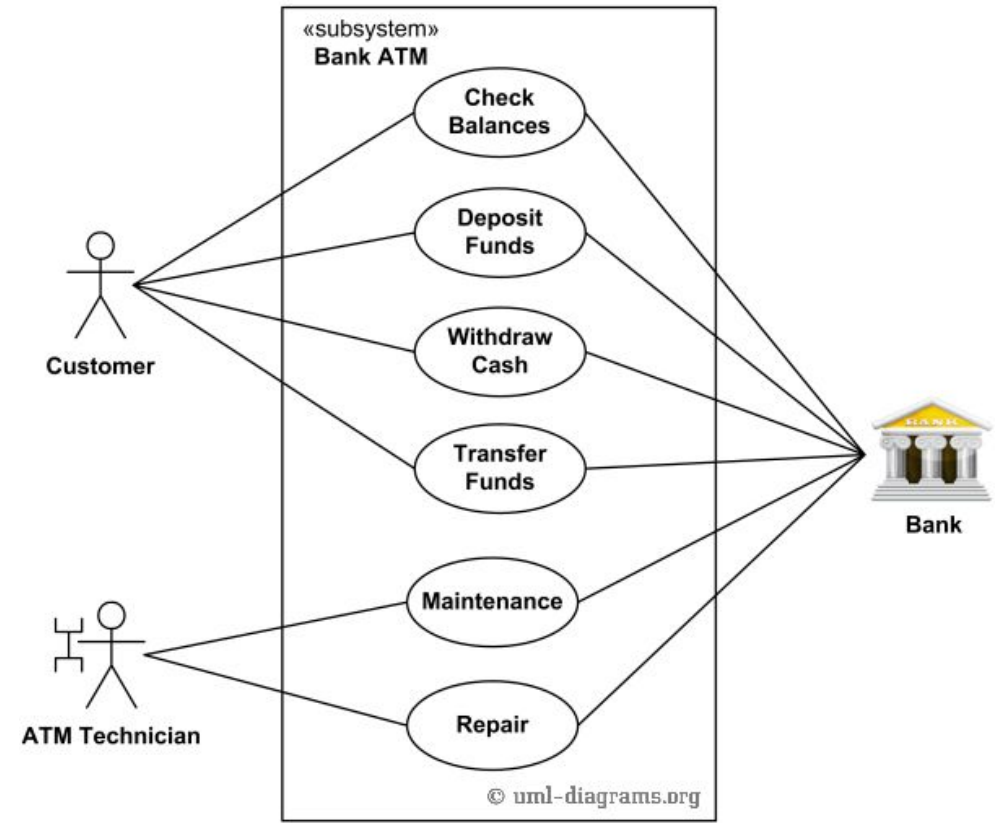 «subsystem»
Bank ATM
Check
Balances
Deposit
Funds
Withdraw
Cash
Customer
Transfer
Funds
BANK
Bank
Maintenance
ATM Technician
Repair
© uml-diagrams.org